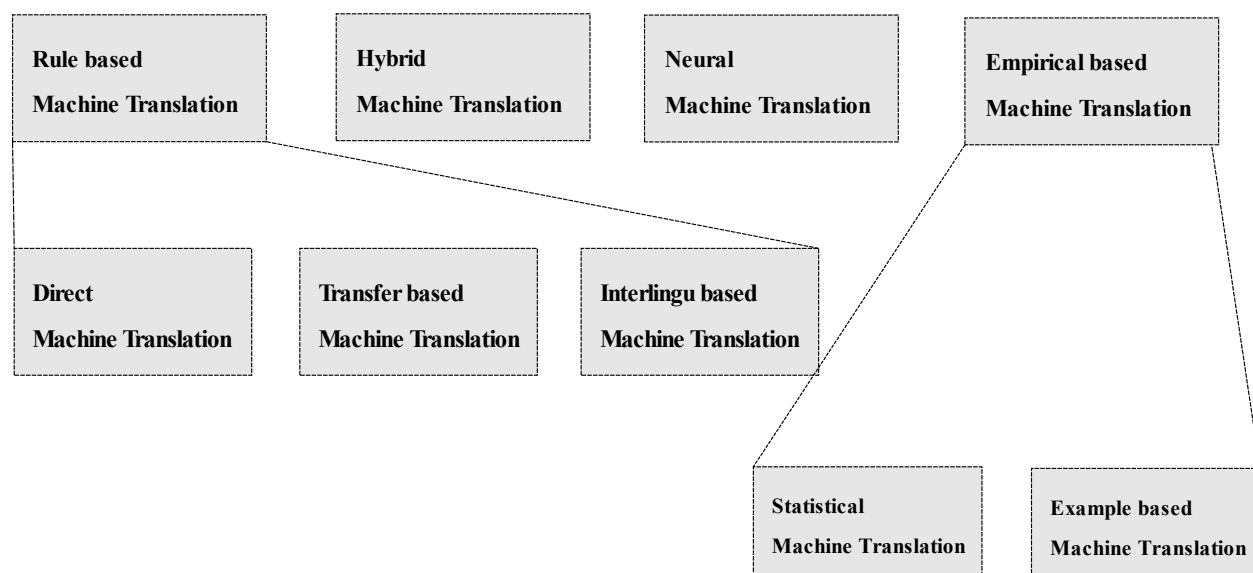 Rule based
Machine Translation
Hybrid
Machine Translation
Neural
Machine Translation
Empirical based
Machine Translation
Direct
Machine Translation
Transfer based
Machine Translation
Interlingu based
Machine Translation
Statistical
Machine Translation
Example based
Machine Translation